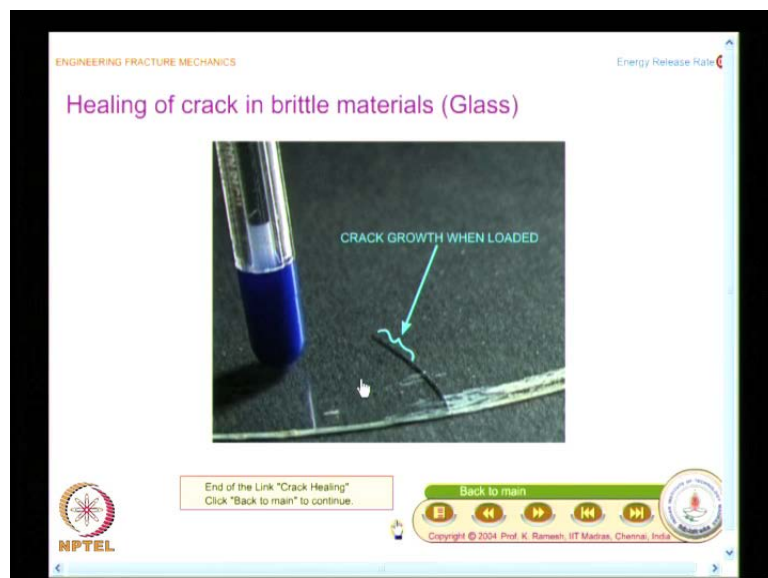 ENGINEERING FRACTURE MECHANICS
Energy Release Rate
Healing of crack in brittle materials (Glass)
CRACK GROWTH WHEN LOADED
End of the Link "Crack Healing"
Click "Back to main" to continue.
Back to main
Copyright © 2004 Prof. K. Ramesh, IIT Madras, Chennai, India
NPTEL